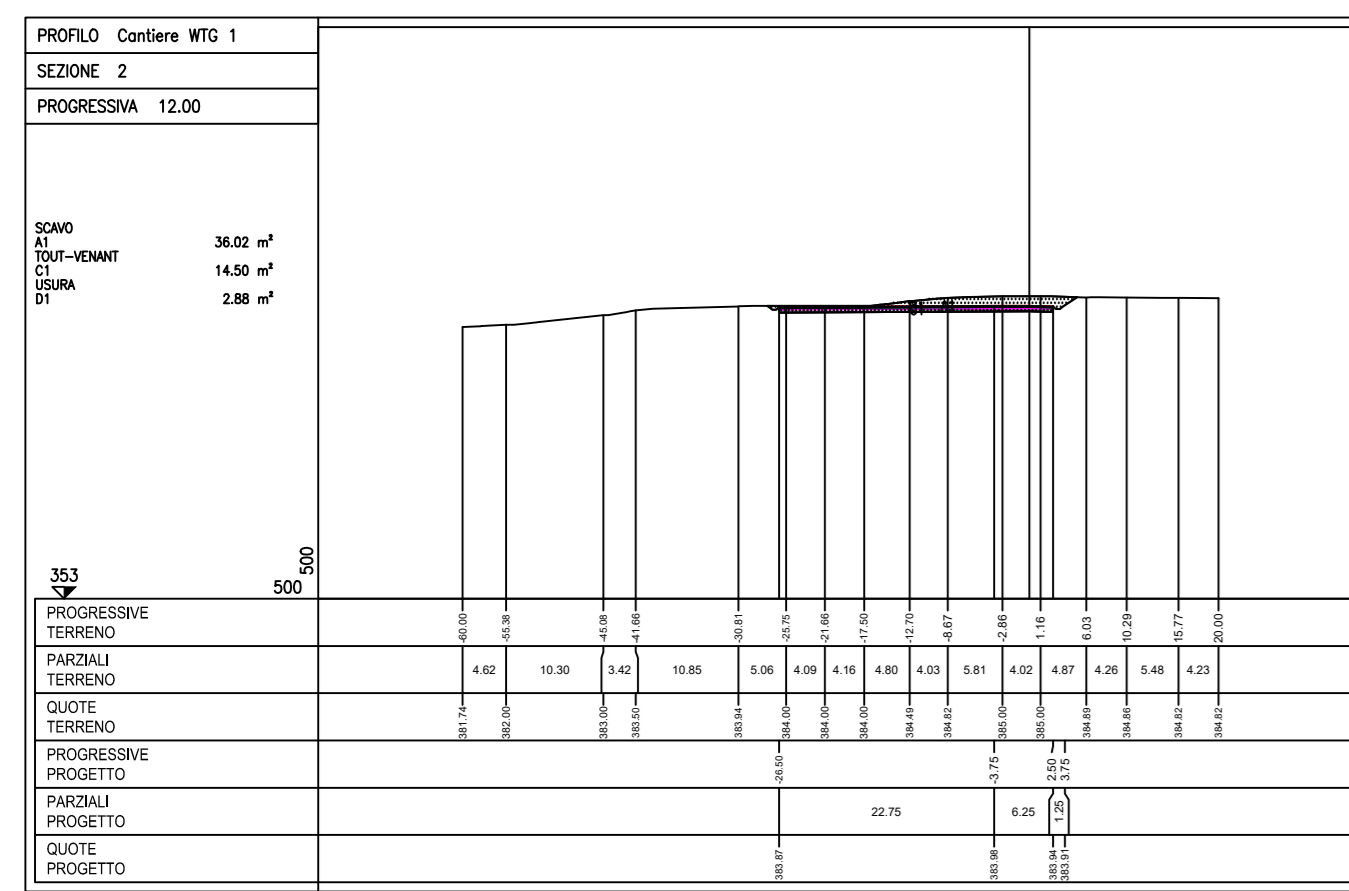 PROFILO Cantiere WTG 1
SEZIONE 2
PROGRESSIVA 12.00
SCAVO
A1 36.02 m²
TOUT-VENANT
C1 14.50 m²
USURA
D1 2.88 m²
500
353 500
PROGRESSIVE
TERRENO
-60.00 -55.38 -45.08 -41.66 -30.81 -25.75 -21.66 -17.50 -12.70 -8.67 -2.86 1.16 6.03 10.29 15.77 20.00
PARZIALI
TERRENO
4.62 10.30 3.42 10.85 5.06 4.09 4.16 4.80 4.03 5.81 4.02 4.87 4.26 5.48 4.23
QUOTE
TERRENO
381.74 382.00 383.00 383.50 383.94 384.00 384.00 384.00 384.49 384.82 385.00 385.00 384.89 384.86 384.82 384.82
PROGRESSIVE
PROGETTO
-26.50 -3.75 2.50 3.75
PARZIALI
PROGETTO
22.75 6.25 1.25
QUOTE
PROGETTO
383.87 383.98 383.94 383.91